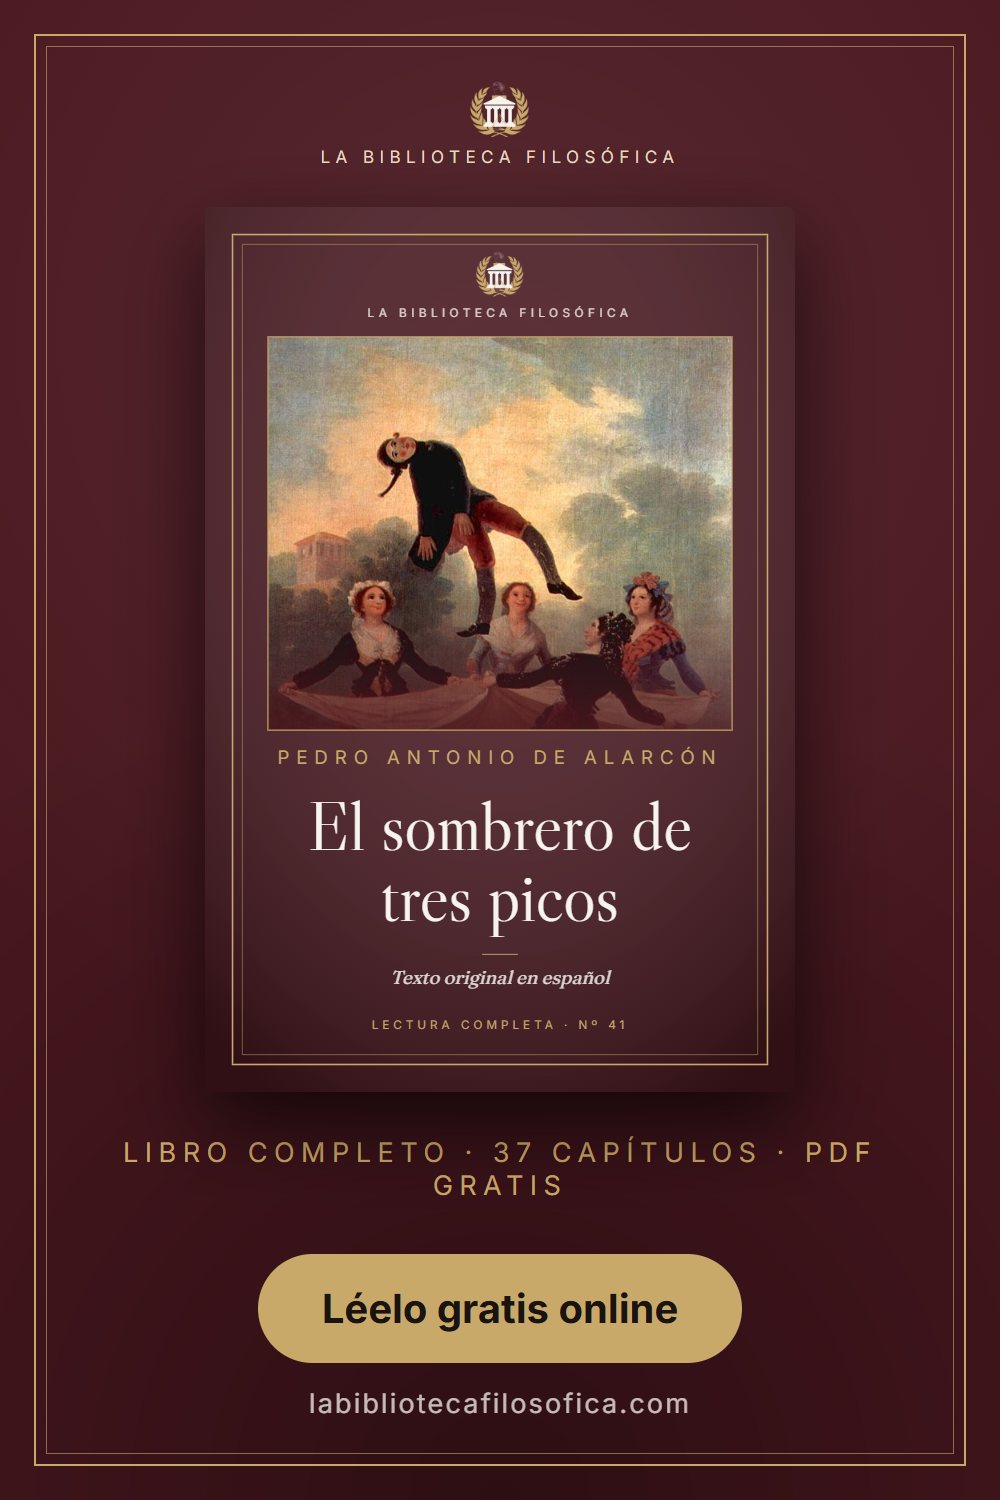 LA BIBLIOTECA FILOSÓFICA
LA BIBLIOTECA FILOSÓFICA
PEDRO ANTONIO DE ALARCÓN
El sombrero de
tres picos
Texto original en español
LECTURA COMPLETA · Nº 41
LIBRO COMPLETO · 37 CAPÍTULOS · PDF
GRATIS
Léelo gratis online
labibliotecafilosofica.com